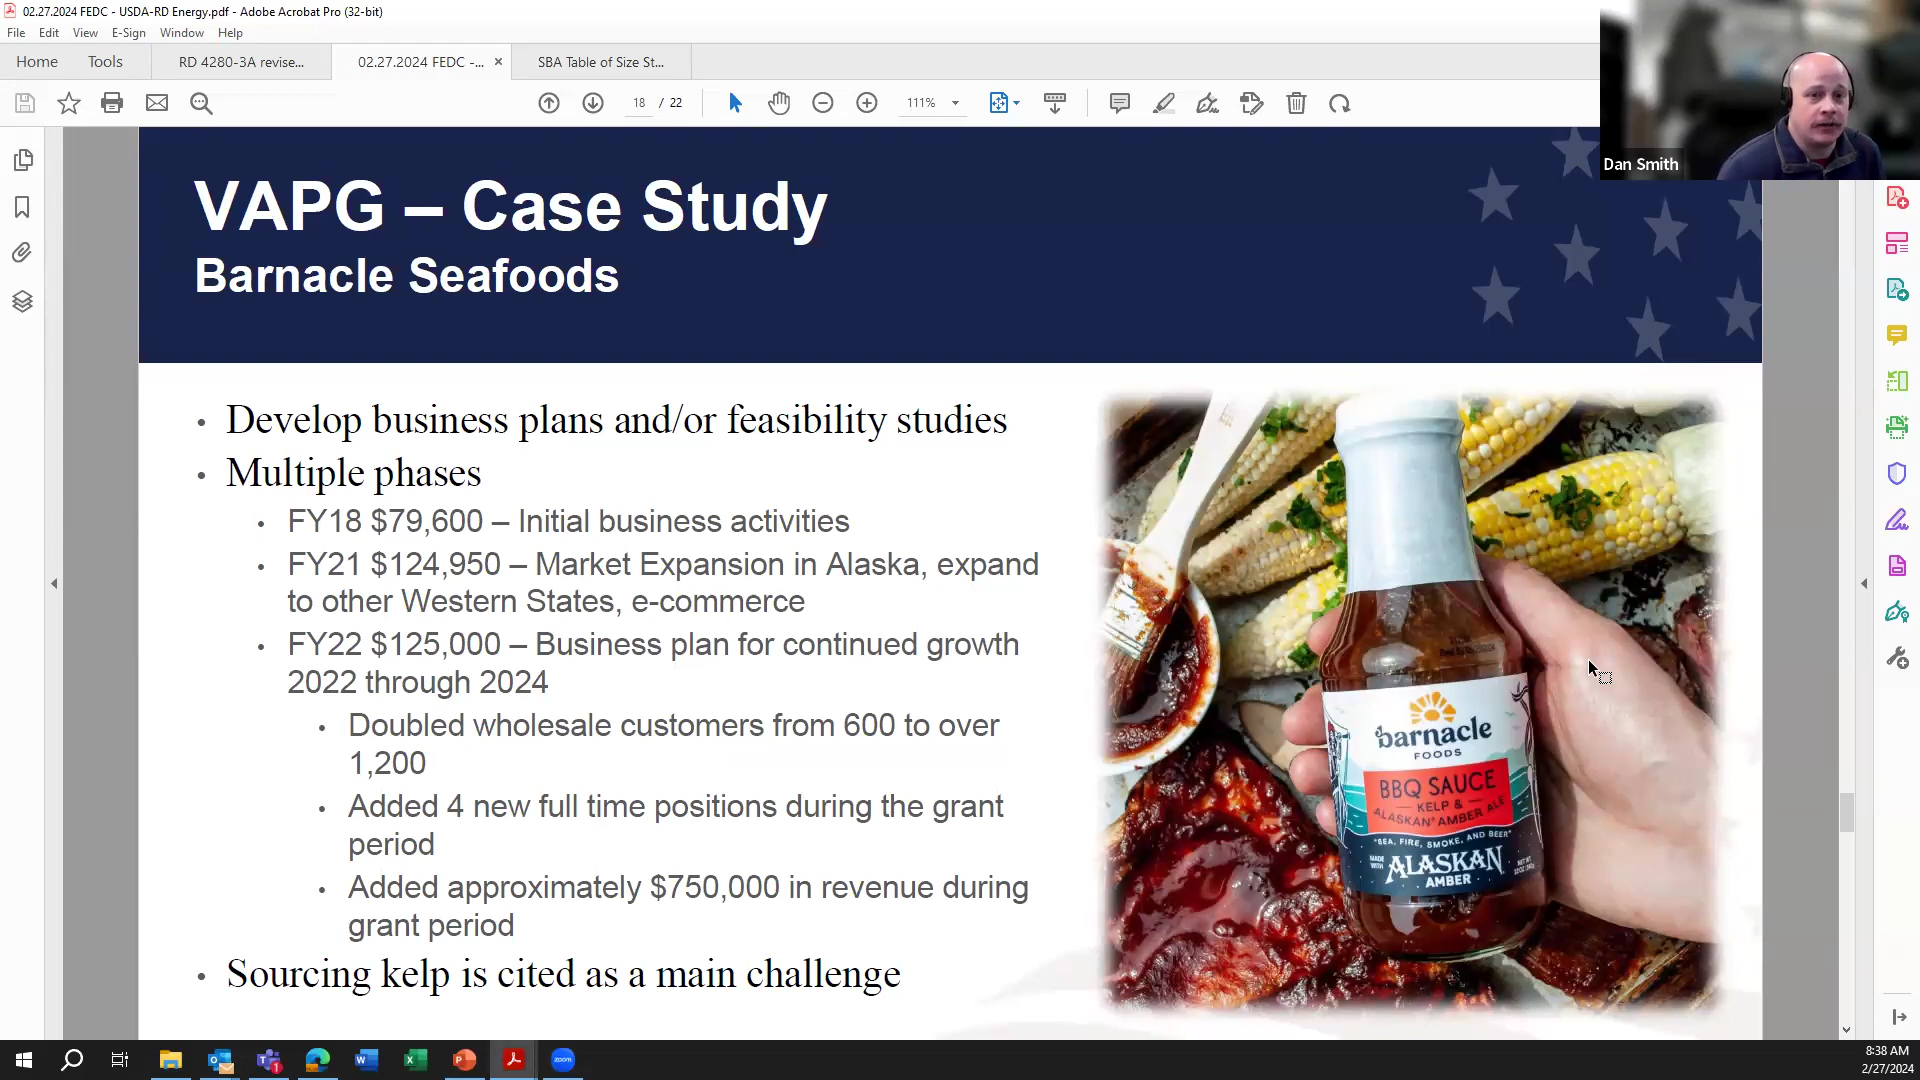 02.27.2024 FEDC - USDA-RD Energy.pdf - Adobe Acrobat Pro (32-bit)
File Edit View E-Sign Window Help
Home Tools RD 4280-3A revise... 02.27.2024 FEDC -... × SBA Table of Size St...
18 / 22 111%
Dan Smith
VAPG – Case Study
Barnacle Seafoods
• Develop business plans and/or feasibility studies
• Multiple phases
• FY18 $79,600 – Initial business activities
• FY21 $124,950 – Market Expansion in Alaska, expand
to other Western States, e-commerce
• FY22 $125,000 – Business plan for continued growth
2022 through 2024
• Doubled wholesale customers from 600 to over
1,200
• Added 4 new full time positions during the grant
period
• Added approximately $750,000 in revenue during
grant period
• Sourcing kelp is cited as a main challenge
barnacle
FOODS
BBQ SAUCE
KELP &
ALASKAN® AMBER ALE
"SEA, FIRE, SMOKE, AND BEER"
MADE
WITH
ALASKAN
AMBER
zoom
8:38 AM
2/27/2024